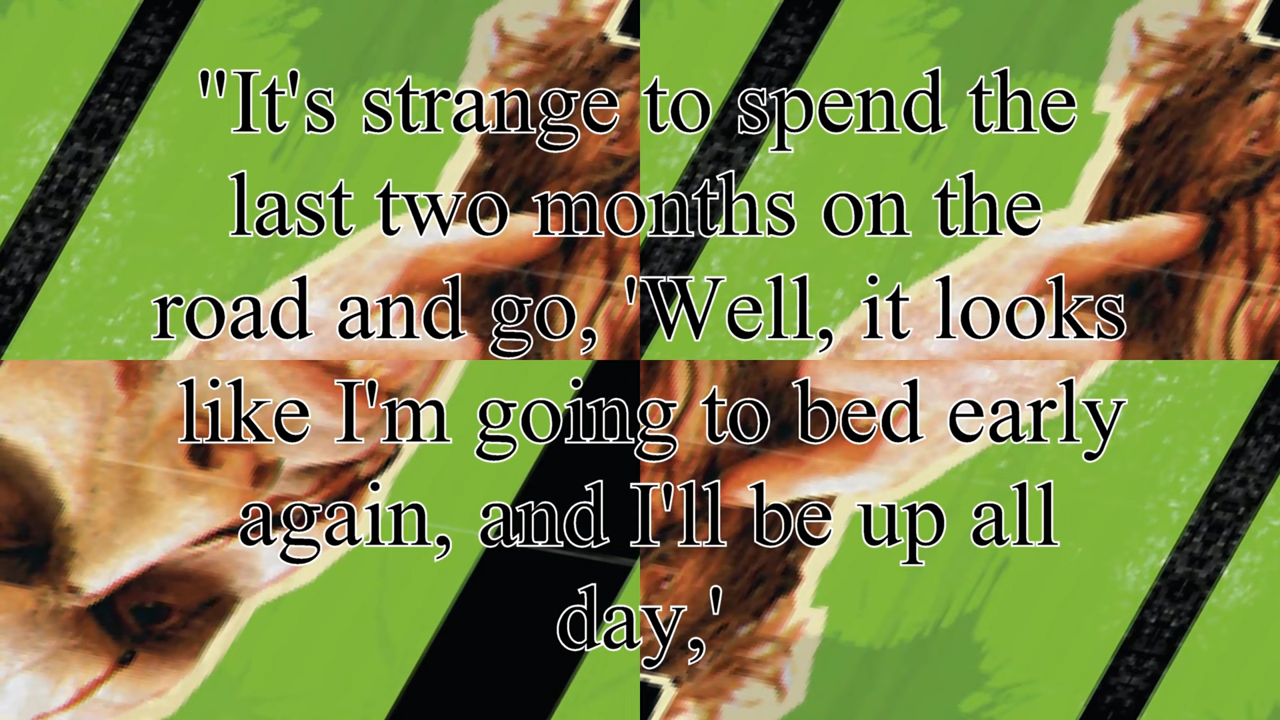 "It's strange to spend the
last two months on the
road and go, 'Well, it looks
like I'm going to bed early
again, and I'll be up all
day,'